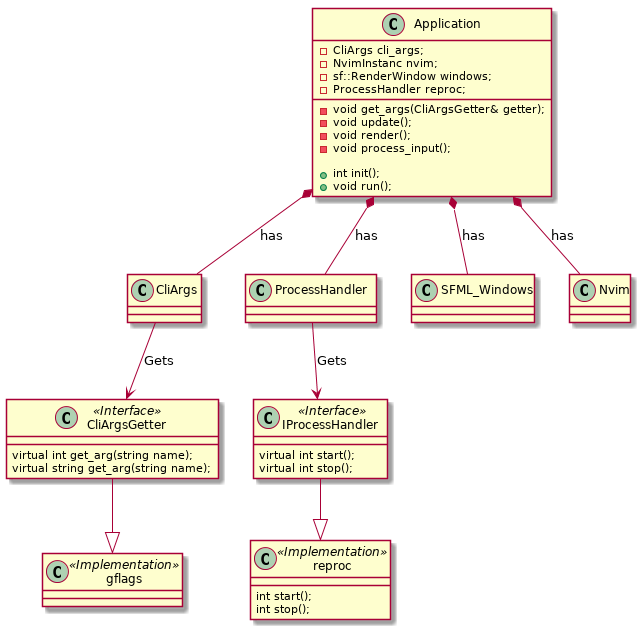 C Application
CliArgs cli_args;
NvimInstanc nvim;
sf::RenderWindow windows;
ProcessHandler reproc;
void get_args(CliArgsGetter& getter);
void update();
void render();
void process_input();
int init();
void run();
has
has
has
has
C CliArgs
C ProcessHandler
C SFML_Windows
C Nvim
Gets
Gets
C «Interface»
CliArgsGetter
virtual int get_arg(string name);
virtual string get_arg(string name);
C «Interface»
IProcessHandler
virtual int start();
virtual int stop();
C «Implementation»
gflags
C «Implementation»
reproc
int start();
int stop();